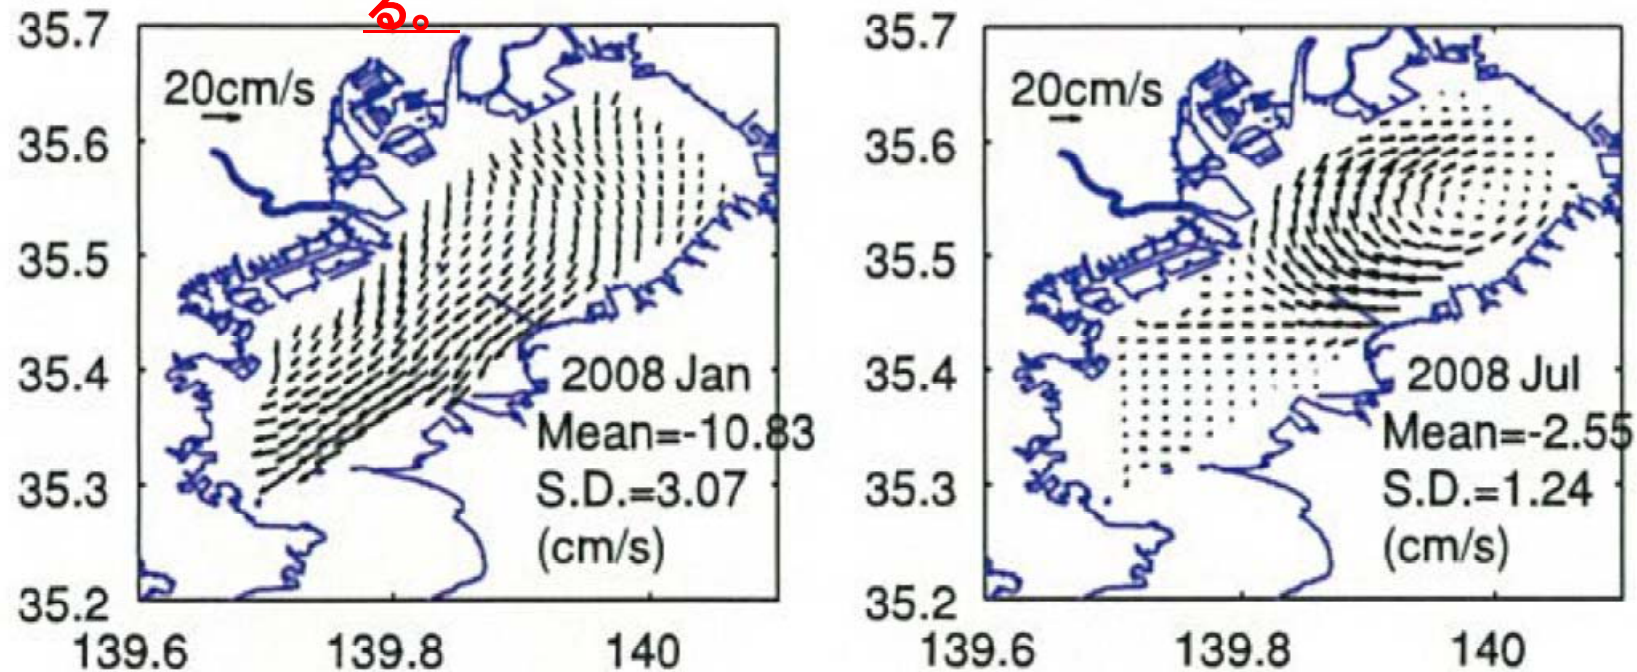 る。
35.7
35.6
35.5
35.4
35.3
35.2
20cm/s
2008 Jan
Mean=-10.83
S.D.=3.07
(cm/s)
139.6 139.8 140
35.7
35.6
35.5
35.4
35.3
35.2
20cm/s
2008 Jul
Mean=-2.55
S.D.=1.24
(cm/s)
139.6 139.8 140